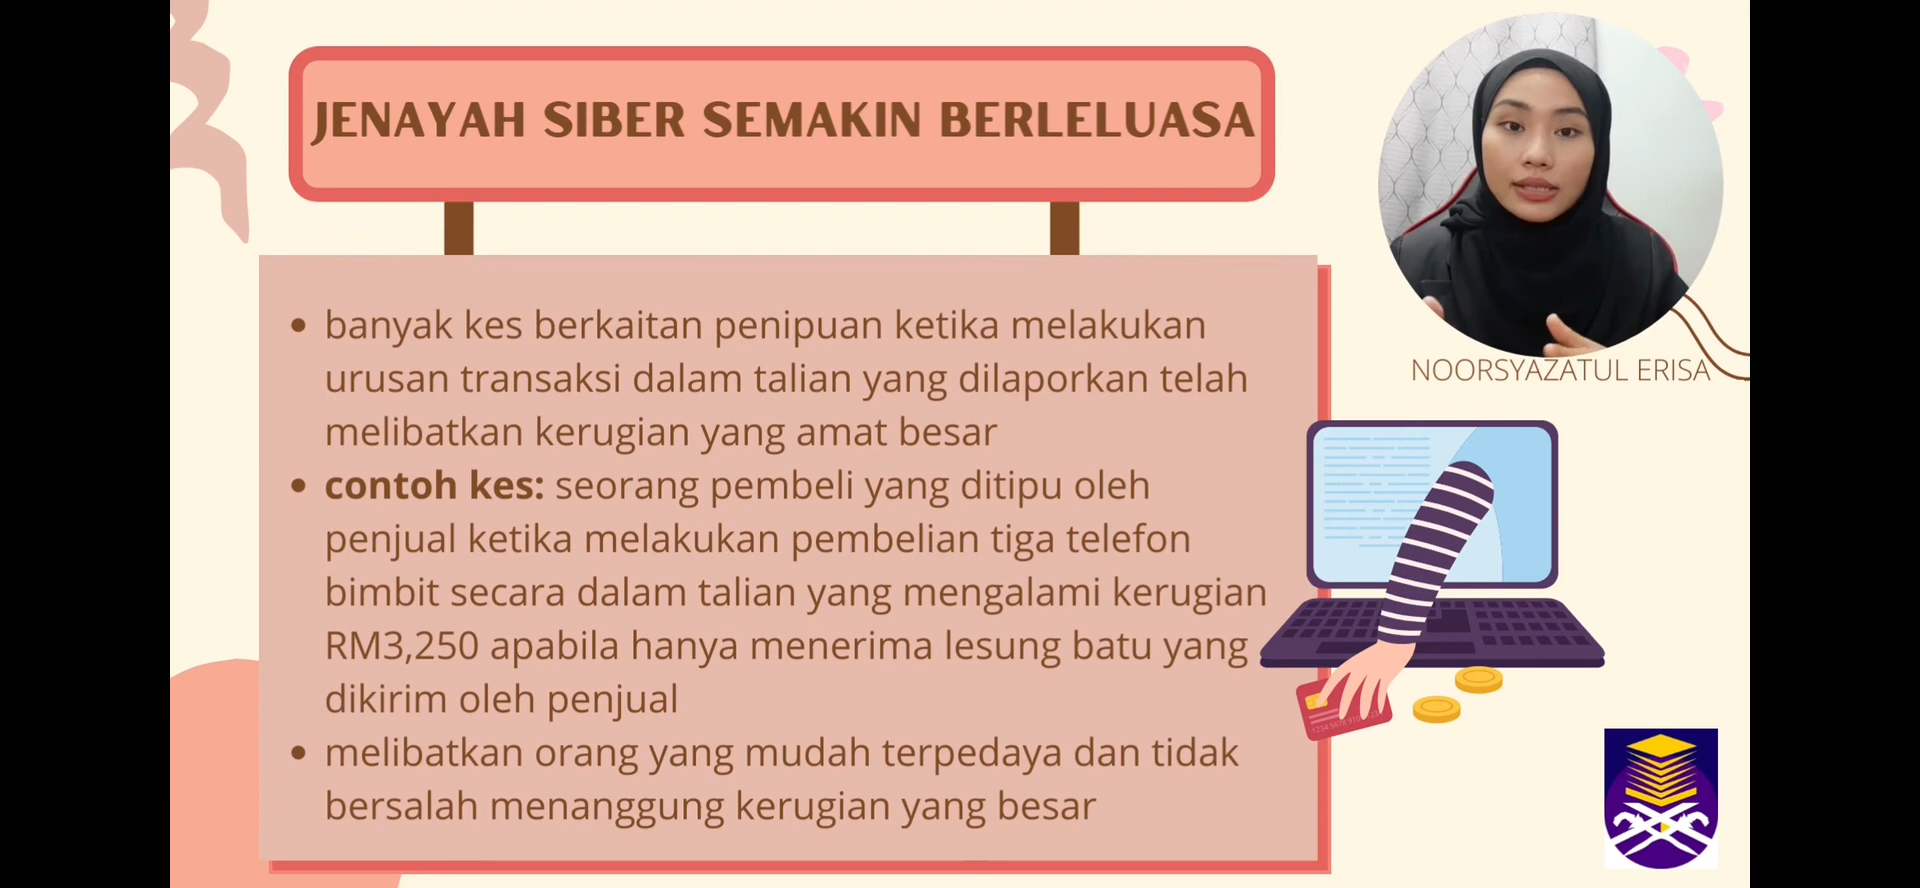 JENAYAH SIBER SEMAKIN BERLELUASA
NOORSYAZATUL ERISA
• banyak kes berkaitan penipuan ketika melakukan
urusan transaksi dalam talian yang dilaporkan telah
melibatkan kerugian yang amat besar
• contoh kes: seorang pembeli yang ditipu oleh
penjual ketika melakukan pembelian tiga telefon
bimbit secara dalam talian yang mengalami kerugian
RM3,250 apabila hanya menerima lesung batu yang
dikirim oleh penjual
• melibatkan orang yang mudah terpedaya dan tidak
bersalah menanggung kerugian yang besar